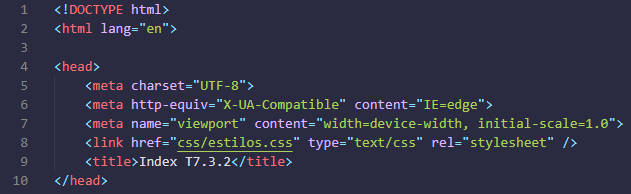 1 <!DOCTYPE html>
2 <html lang="en">
3
4 <head>
5 <meta charset="UTF-8">
6 <meta http-equiv="X-UA-Compatible" content="IE=edge">
7 <meta name="viewport" content="width=device-width, initial-scale=1.0">
8 <link href="css/estilos.css" type="text/css" rel="stylesheet" />
9 <title>Index T7.3.2</title>
10 </head>